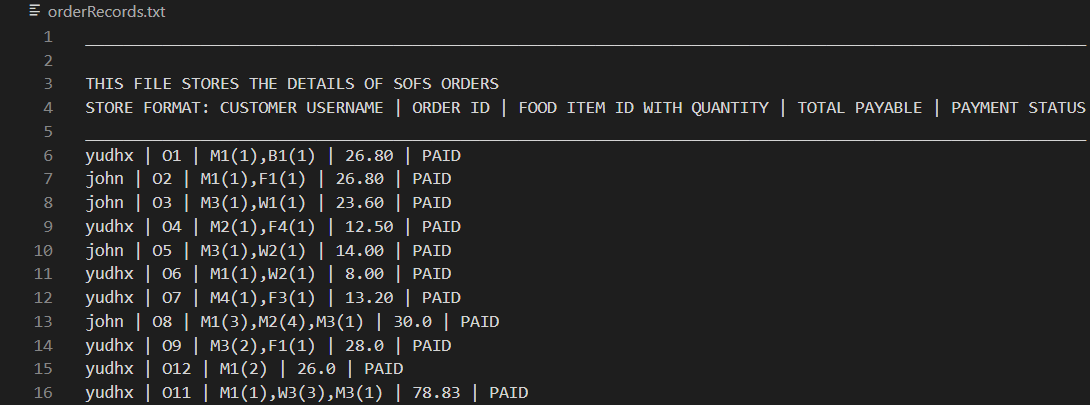 orderRecords.txt
1
2
3 THIS FILE STORES THE DETAILS OF SOFS ORDERS
4 STORE FORMAT: CUSTOMER USERNAME | ORDER ID | FOOD ITEM ID WITH QUANTITY | TOTAL PAYABLE | PAYMENT STATUS
5
6 yudhx | O1 | M1(1),B1(1) | 26.80 | PAID
7 john | O2 | M1(1),F1(1) | 26.80 | PAID
8 john | O3 | M3(1),W1(1) | 23.60 | PAID
9 yudhx | O4 | M2(1),F4(1) | 12.50 | PAID
10 john | O5 | M3(1),W2(1) | 14.00 | PAID
11 yudhx | O6 | M1(1),W2(1) | 8.00 | PAID
12 yudhx | O7 | M4(1),F3(1) | 13.20 | PAID
13 john | O8 | M1(3),M2(4),M3(1) | 30.0 | PAID
14 yudhx | O9 | M3(2),F1(1) | 28.0 | PAID
15 yudhx | O12 | M1(2) | 26.0 | PAID
16 yudhx | O11 | M1(1),W3(3),M3(1) | 78.83 | PAID